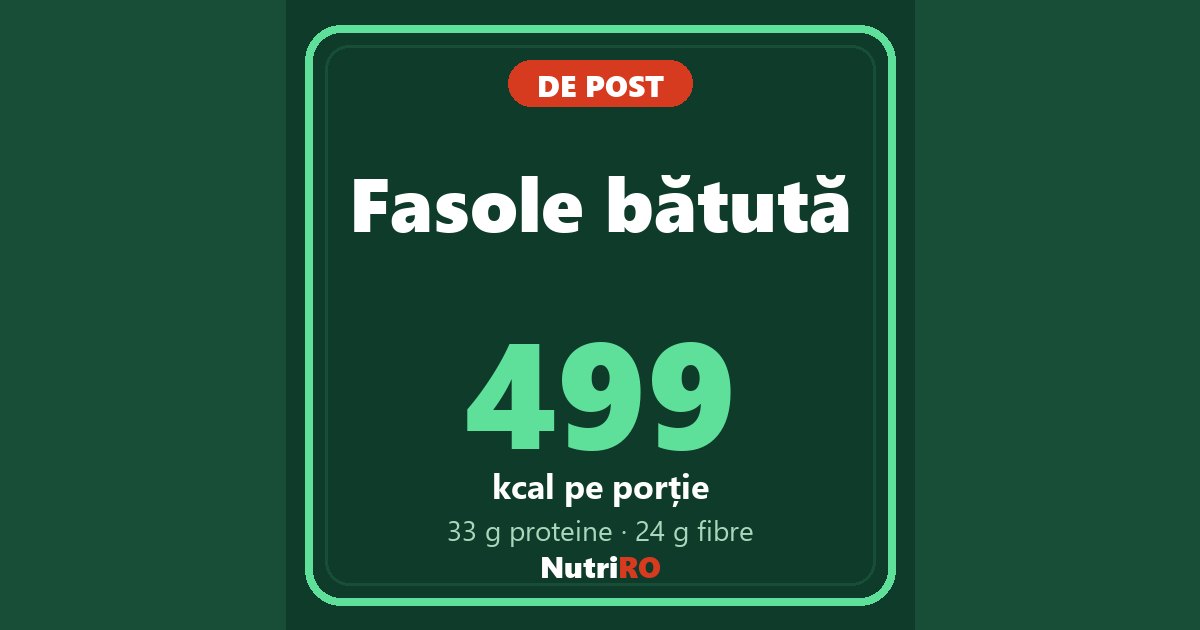 DE POST
Fasole bătută
499
kcal pe porție
33 g proteine · 24 g fibre
NutriRO